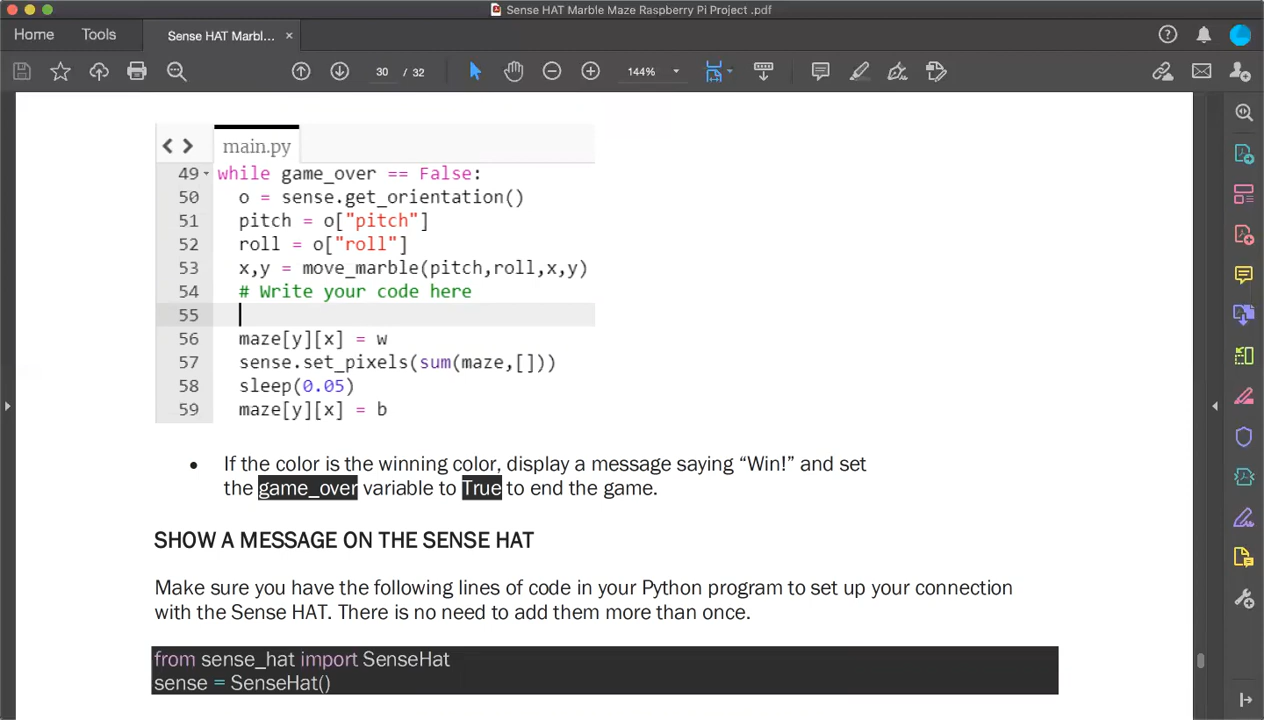 Sense HAT Marble Maze Raspberry Pi Project .pdf
Home Tools Sense HAT Marbl... ×
30 / 32 144%
main.py
49 while game_over == False:
50 o = sense.get_orientation()
51 pitch = o["pitch"]
52 roll = o["roll"]
53 x,y = move_marble(pitch,roll,x,y)
54 # Write your code here
55
56 maze[y][x] = w
57 sense.set_pixels(sum(maze,[]))
58 sleep(0.05)
59 maze[y][x] = b
• If the color is the winning color, display a message saying “Win!” and set
the game_over variable to True to end the game.
SHOW A MESSAGE ON THE SENSE HAT
Make sure you have the following lines of code in your Python program to set up your connection
with the Sense HAT. There is no need to add them more than once.
from sense_hat import SenseHat
sense = SenseHat()